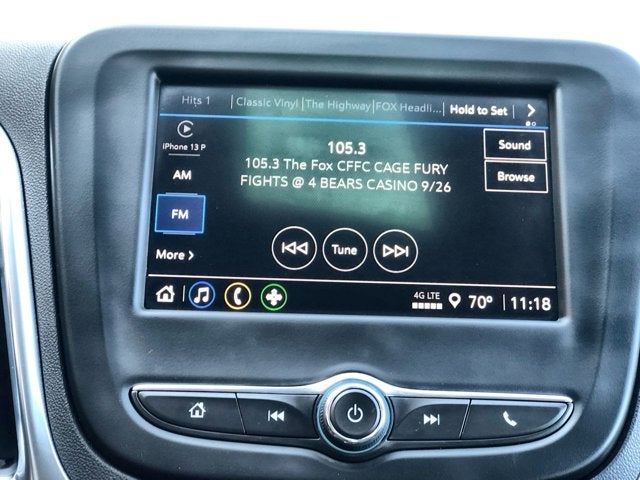 Hits 1 | Classic Vinyl | The Highway | FOX Headli... Hold to Set
iPhone 13 P
AM
FM
More >
105.3
105.3 The Fox CFFC CAGE FURY
FIGHTS @ 4 BEARS CASINO 9/26
Tune
Sound
Browse
4G LTE 70° 11:18